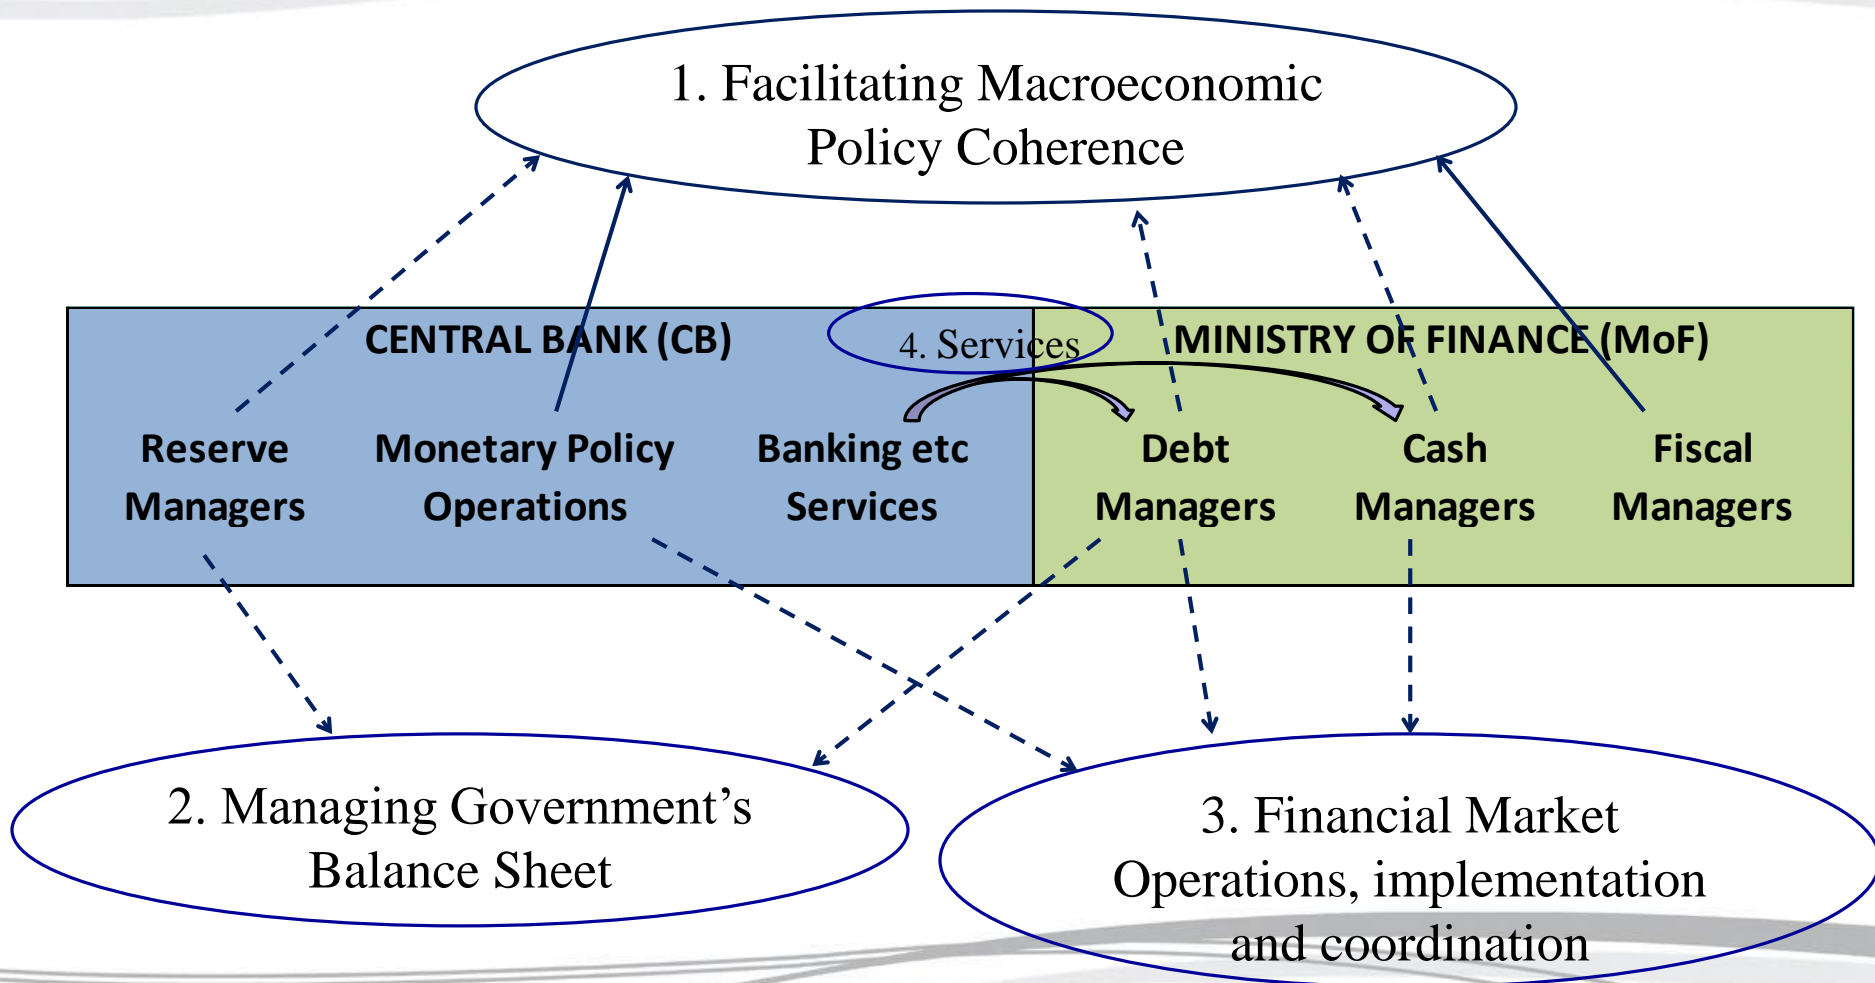 1. Facilitating Macroeconomic
Policy Coherence
CENTRAL BANK (CB)
4. Services
MINISTRY OF FINANCE (MoF)
Reserve
Managers
Monetary Policy
Operations
Banking etc
Services
Debt
Managers
Cash
Managers
Fiscal
Managers
2. Managing Government’s
Balance Sheet
3. Financial Market
Operations, implementation
and coordination